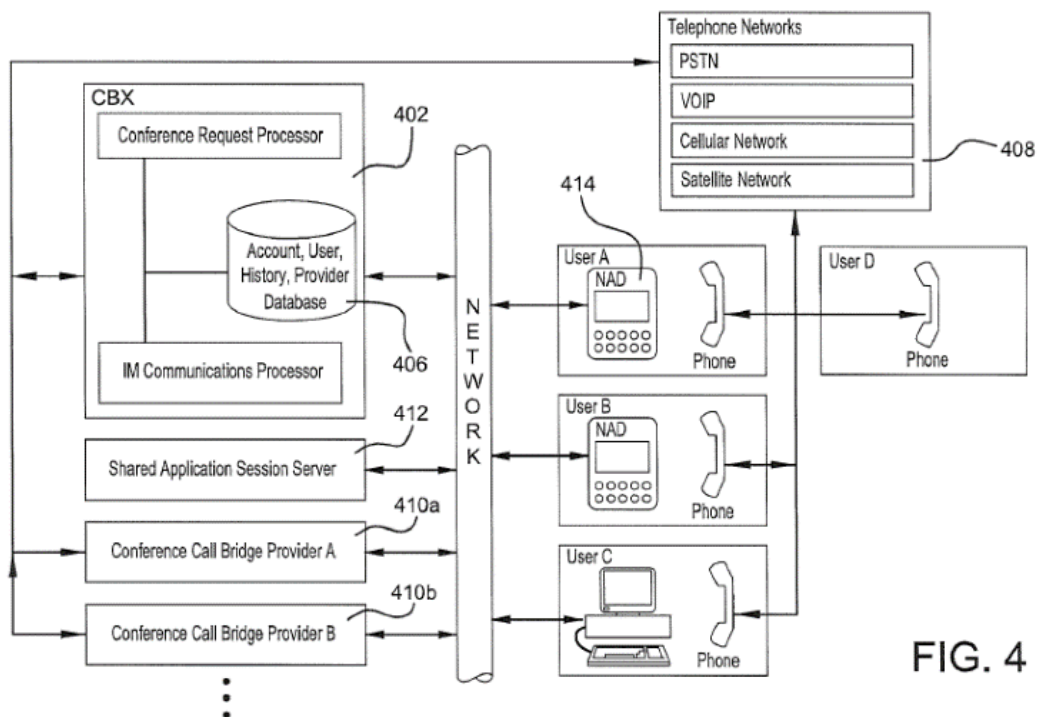 Telephone Networks
PSTN
VOIP
Cellular Network
Satellite Network
408
CBX
Conference Request Processor
402
Account, User,
History, Provider
Database
406
IM Communications Processor
412
Shared Application Session Server
410a
Conference Call Bridge Provider A
410b
Conference Call Bridge Provider B
NETWORK
414
User A
NAD
Phone
User D
Phone
User B
NAD
Phone
User C
Phone
FIG. 4